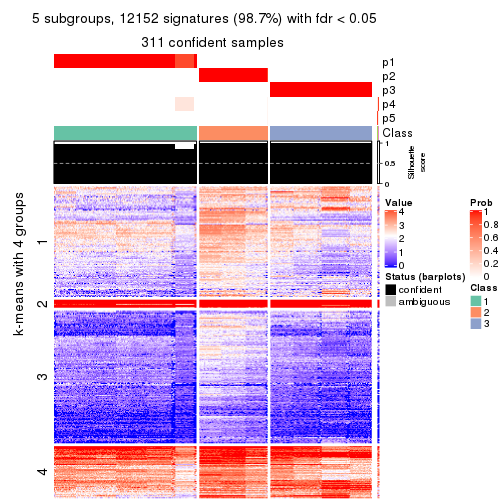 5 subgroups, 12152 signatures (98.7%) with fdr < 0.05
311 confident samples
p1
p2
p3
p4
p5
Class
1
0.5
0
Silhouette
score
k-means with 4 groups
1
2
3
4
Value
4
3
2
1
0
Status (barplots)
confident
ambiguous
Prob
1
0.8
0.6
0.4
0.2
0
Class
1
2
3